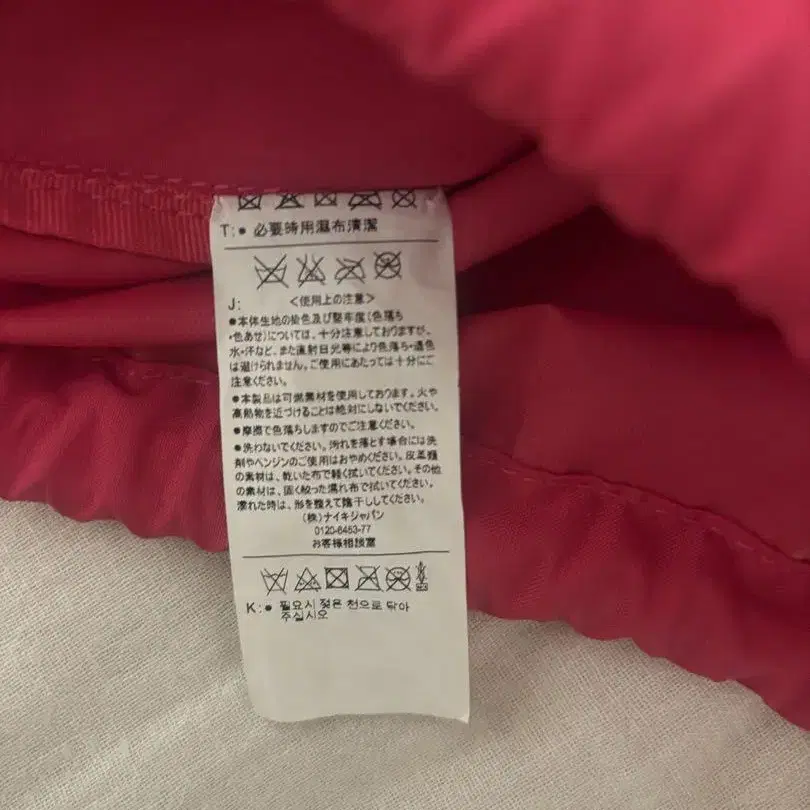 T:● 必要時用濕布清潔
J: <使用上の注意>
●本体生地の染色及び堅牢度(色落ち
・色あせ)については、十分注意しておりますが、
水・汗など、また直射日光等により色落ち・退色
は避けられません。ご使用にあたっては十分にご
注意ください。
●本製品は可燃素材を使用しております。火や
高熱物を近づけることは絶対にしないでください。
●摩擦で色落ちしますのでご注意ください。
●洗わないでください。汚れを落とす場合には洗
剤やベンジンのご使用はおやめください。皮革類
の素材は、乾いた布で軽く拭いてください。その他
の素材は、固く絞った濡れ布で拭いてください。
濡れた時は、形を整えて陰干ししてください。
(株)ナイキジャパン
0120-6453-77
お客様相談室
K:● 필요시 젖은 천으로 닦아
주십시오